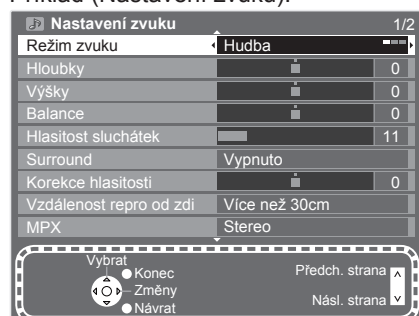 Příklad (Nastavení zvuku):
Nastavení zvuku 1/2
Režim zvuku Hudba
Hloubky 0
Výšky 0
Balance 0
Hlasitost sluchátek 11
Surround Vypnuto
Korekce hlasitosti 0
Vzdálenost repro od zdi Více než 30cm
MPX Stereo
Vybrat
Konec
Změny
Návrat
Předch. strana
Násl. strana